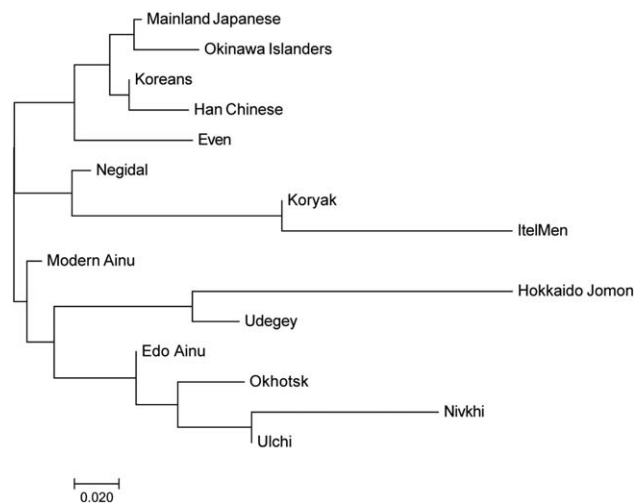 Mainland Japanese
Okinawa Islanders
Koreans
Han Chinese
Even
Negidal
Koryak
ItelMen
Modern Ainu
Hokkaido Jomon
Udegey
Edo Ainu
Okhotsk
Nivkhi
Ulchi
0.020